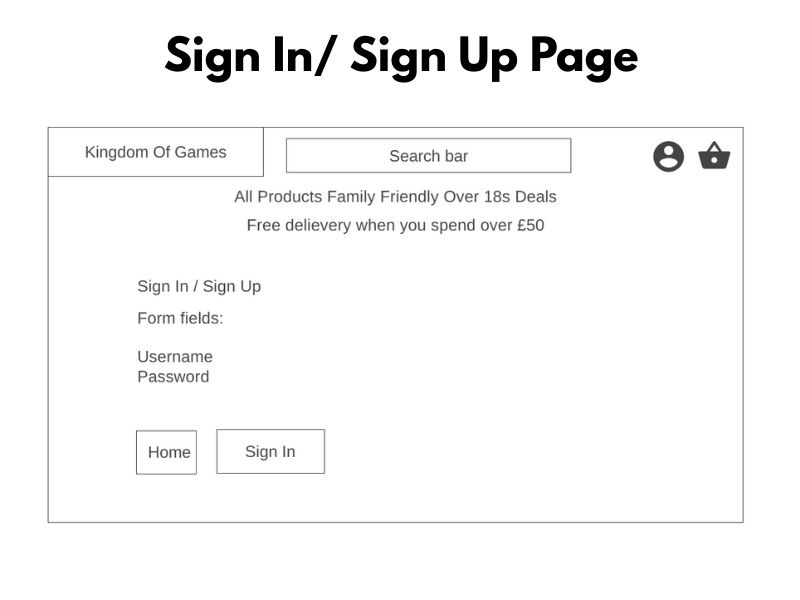 Sign In/ Sign Up Page
Kingdom Of Games
Search bar
All Products Family Friendly Over 18s Deals
Free delievery when you spend over £50
Sign In / Sign Up
Form fields:
Username
Password
Home
Sign In